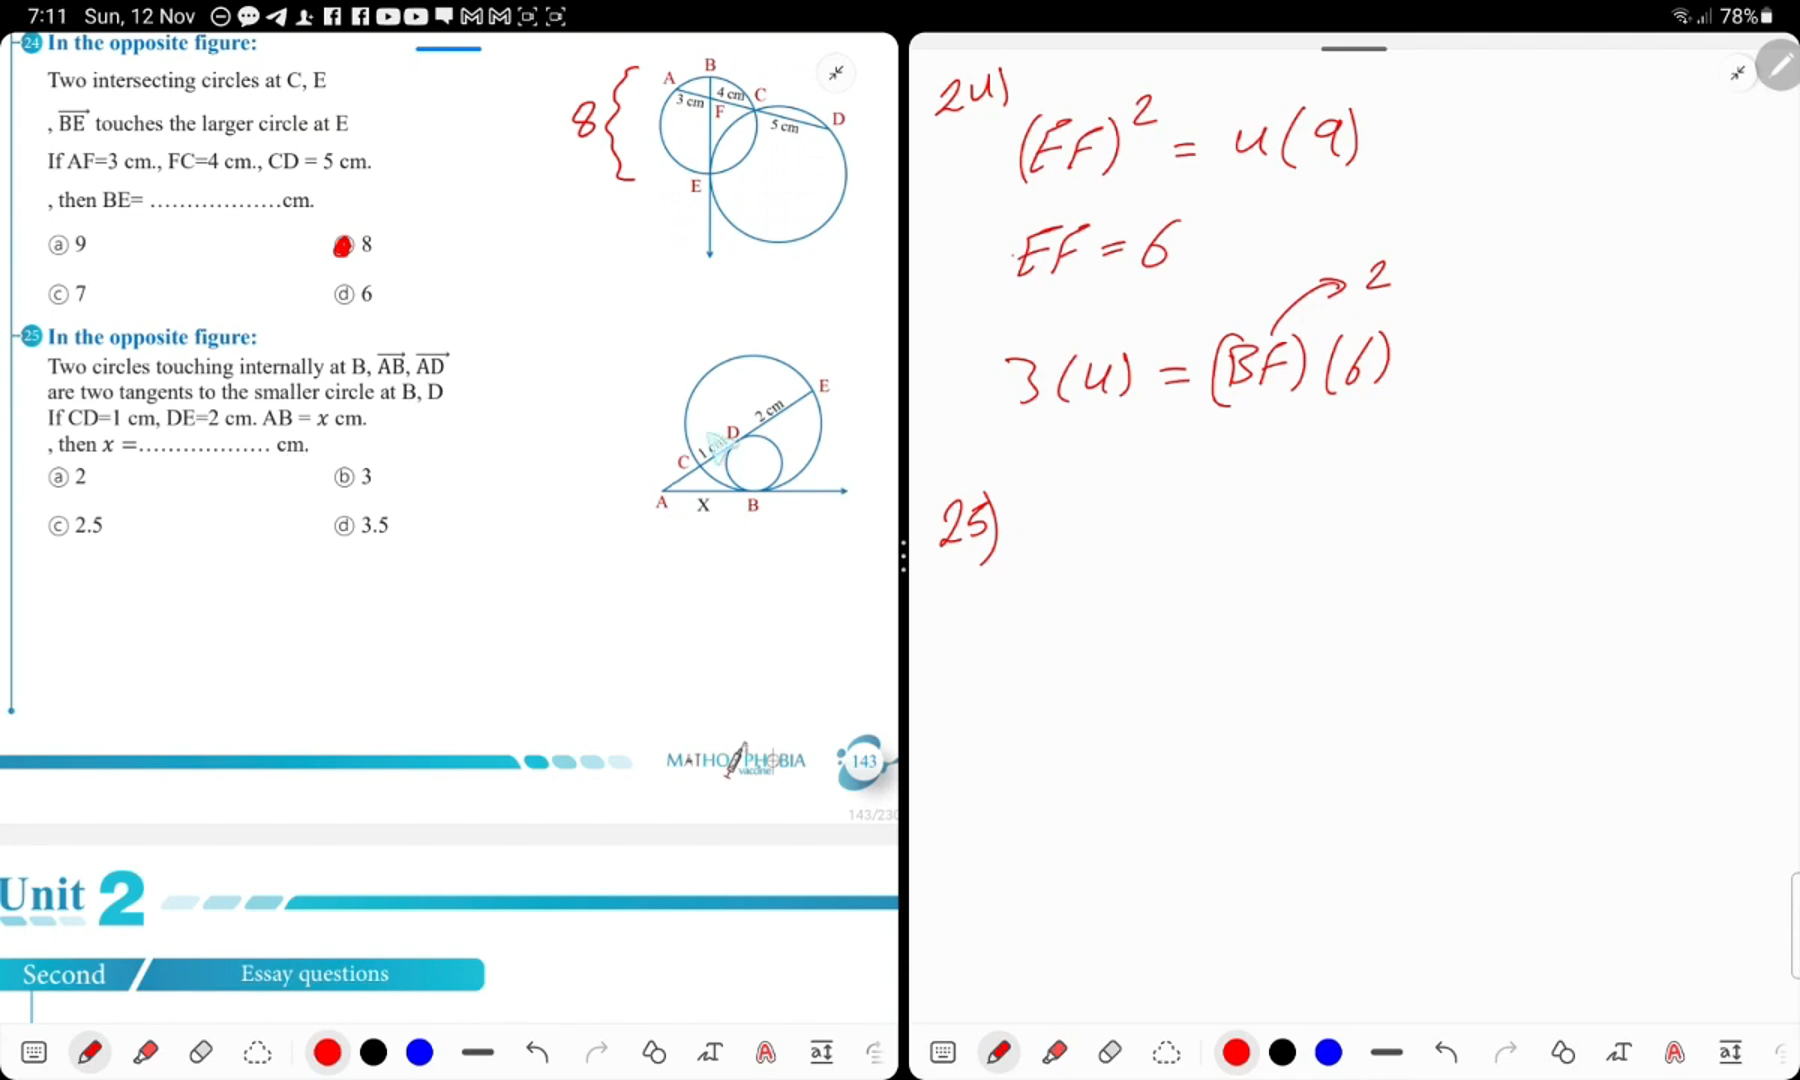 7:11 Sun, 12 Nov
78%
24 In the opposite figure:
Two intersecting circles at C, E
, BE touches the larger circle at E
If AF=3 cm., FC=4 cm., CD = 5 cm.
, then BE= ..................cm.
a 9
8
c 7
d 6
8
A
B
C
D
E
F
3 cm
4 cm
5 cm
25 In the opposite figure:
Two circles touching internally at B, AB, AD
are two tangents to the smaller circle at B, D
If CD=1 cm, DE=2 cm. AB = x cm.
, then x =.................. cm.
a 2
b 3
c 2.5
d 3.5
E
2 cm
D
C
A
X
B
MATHOPHOBIA
vaccine
143
143/230
Unit 2
Second
Essay questions
24)
(EF)² = 4(9)
EF = 6
2
3(4) = (BF)(6)
25)